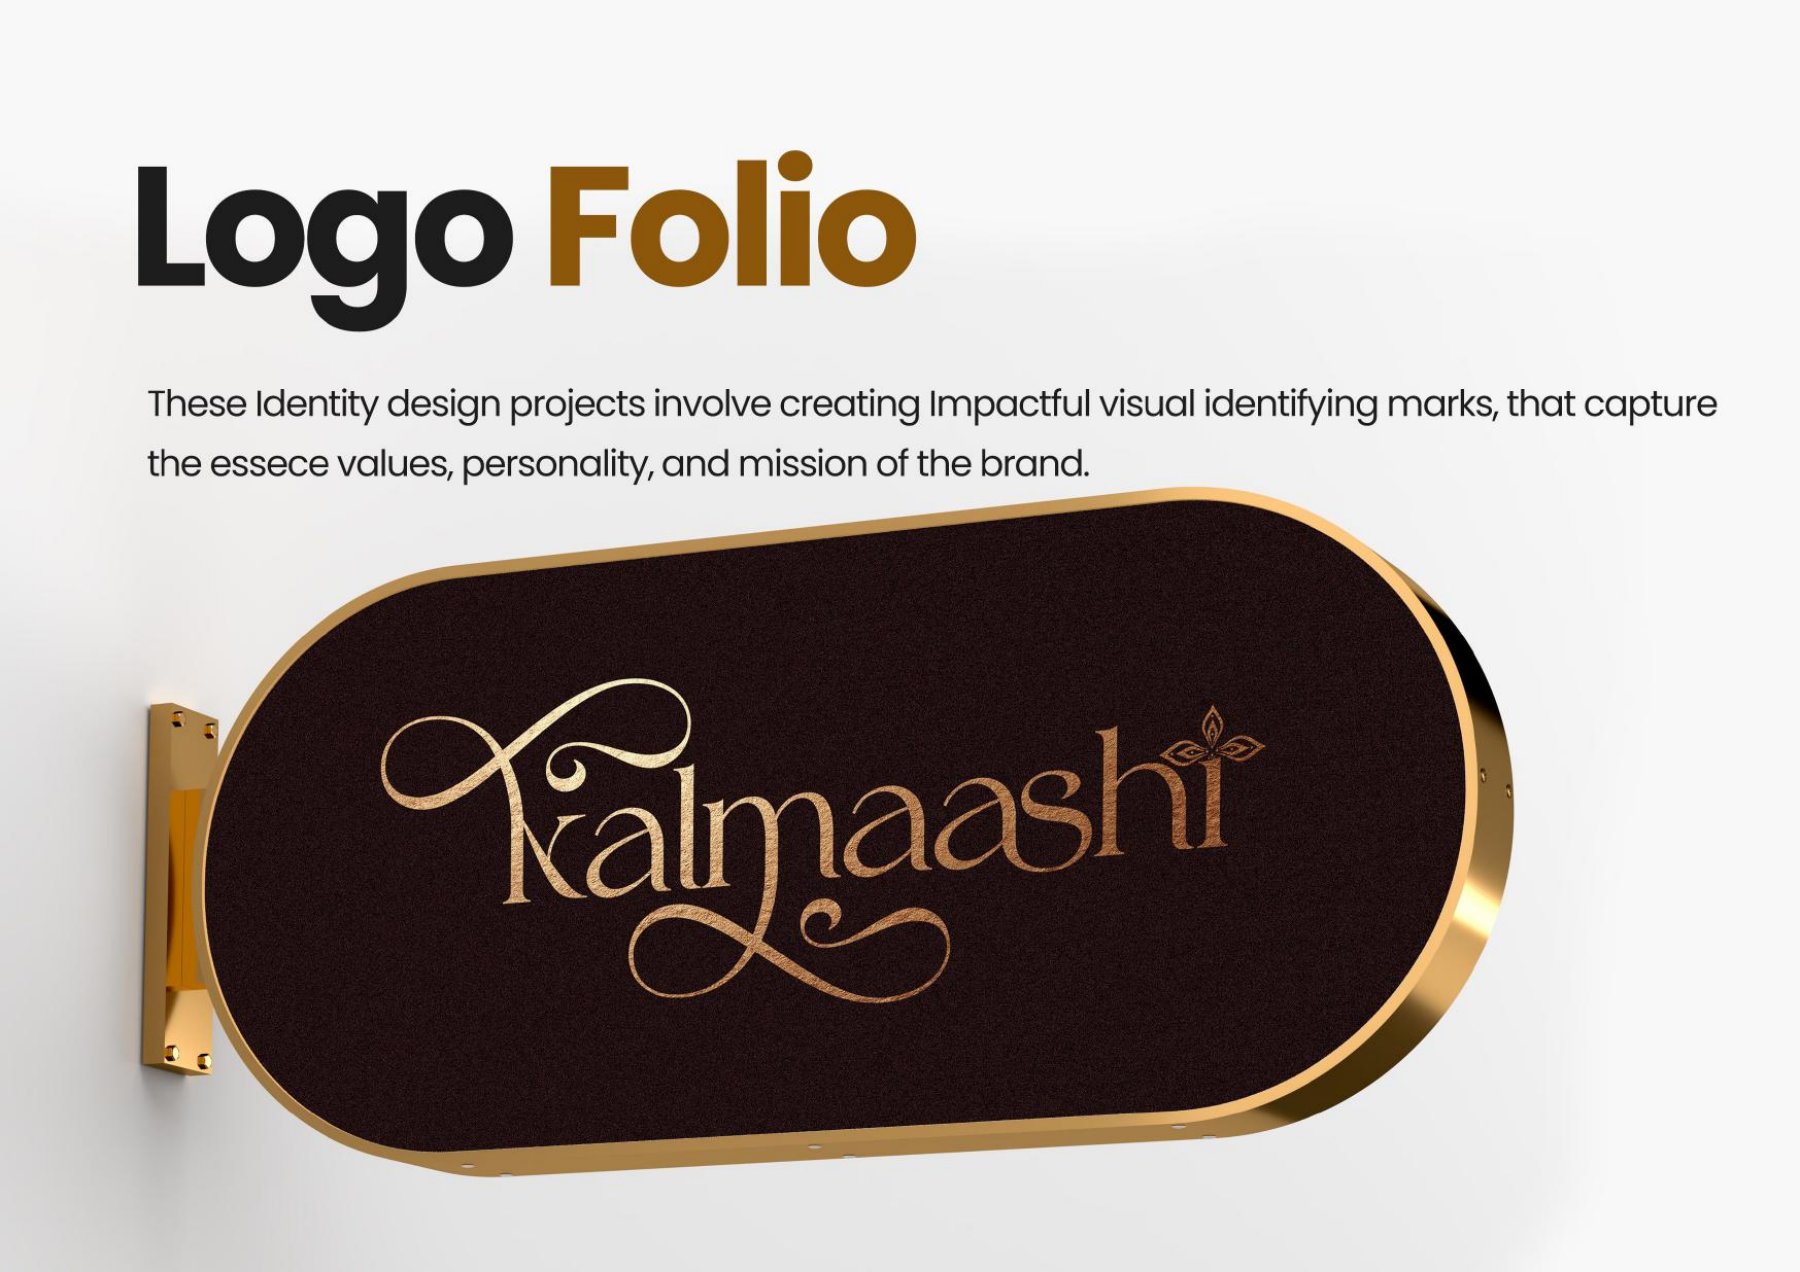 Logo Folio
These Identity design projects involve creating Impactful visual identifying marks, that capture
the essece values, personality, and mission of the brand.
kalmaashi